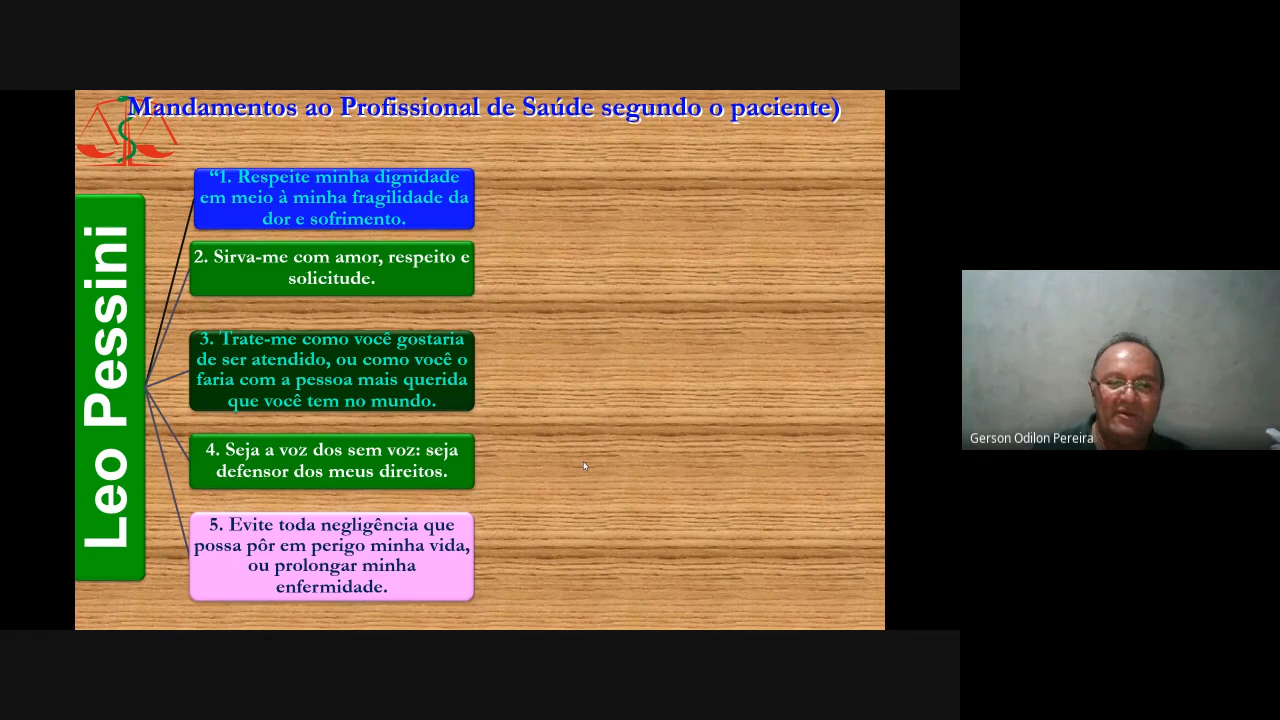 Mandamentos ao Profissional de Saúde segundo o paciente)
Leo Pessini
“1. Respeite minha dignidade
em meio à minha fragilidade da
dor e sofrimento.
2. Sirva-me com amor, respeito e
solicitude.
3. Trate-me como você gostaria
de ser atendido, ou como você o
faria com a pessoa mais querida
que você tem no mundo.
4. Seja a voz dos sem voz: seja
defensor dos meus direitos.
5. Evite toda negligência que
possa pôr em perigo minha vida,
ou prolongar minha
enfermidade.
Gerson Odilon Pereira